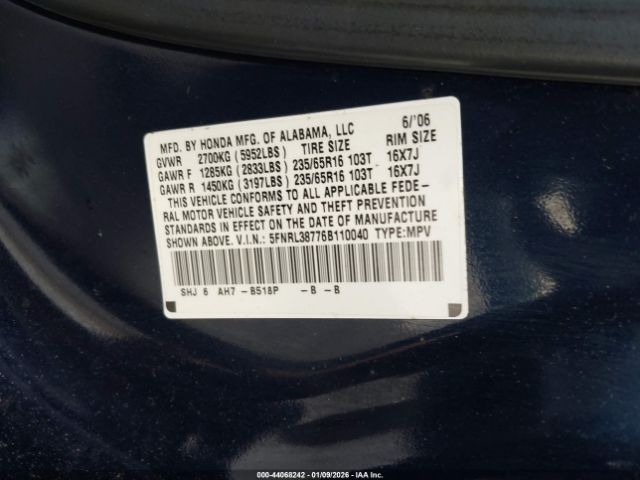 MFD. BY HONDA MFG. OF ALABAMA, LLC 6/'06
GVWR 2700KG (5952LBS) TIRE SIZE RIM SIZE
GAWR F 1285KG (2833LBS) 235/65R16 103T 16X7J
GAWR R 1450KG (3197LBS) 235/65R16 103T 16X7J
THIS VEHICLE CONFORMS TO ALL APPLICABLE FEDE-
RAL MOTOR VEHICLE SAFETY AND THEFT PREVENTION
STANDARDS IN EFFECT ON THE DATE OF MANUFACTURE
SHOWN ABOVE. V.I.N.: 5FNRL38776B110040 TYPE:MPV
SHJ 6 AH7 -B518P -B -B
000-44068242 - 01/09/2026 - IAA Inc.